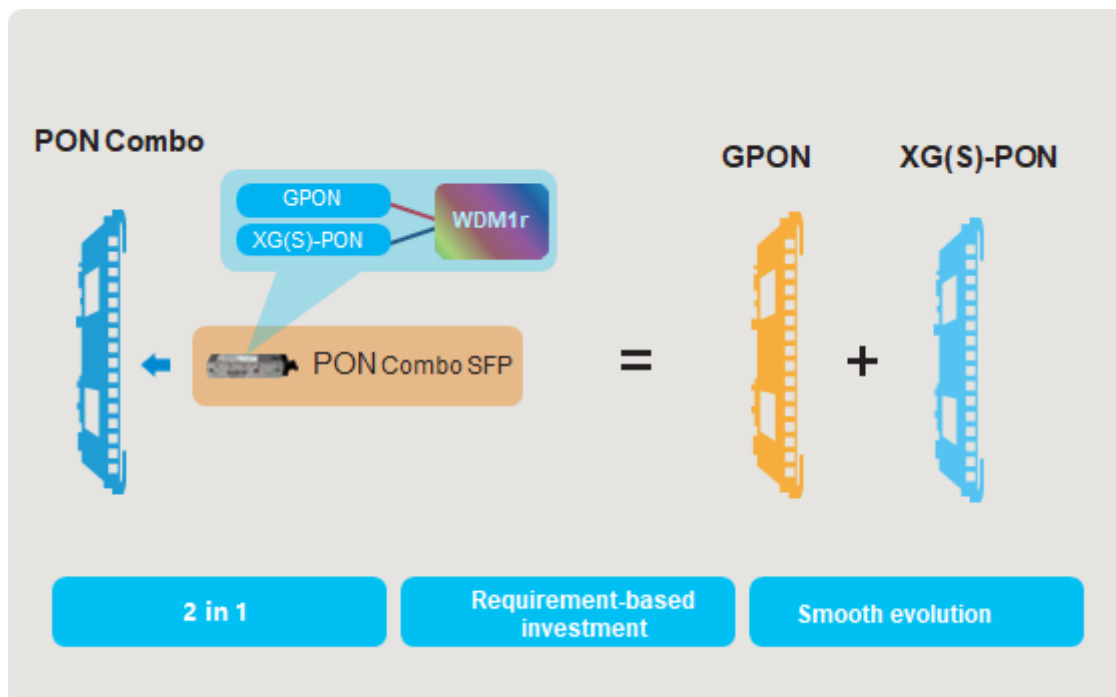 PON Combo
GPON
XG(S)-PON
WDM1r
PON Combo SFP
=
GPON
+
XG(S)-PON
2 in 1
Requirement-based
investment
Smooth evolution